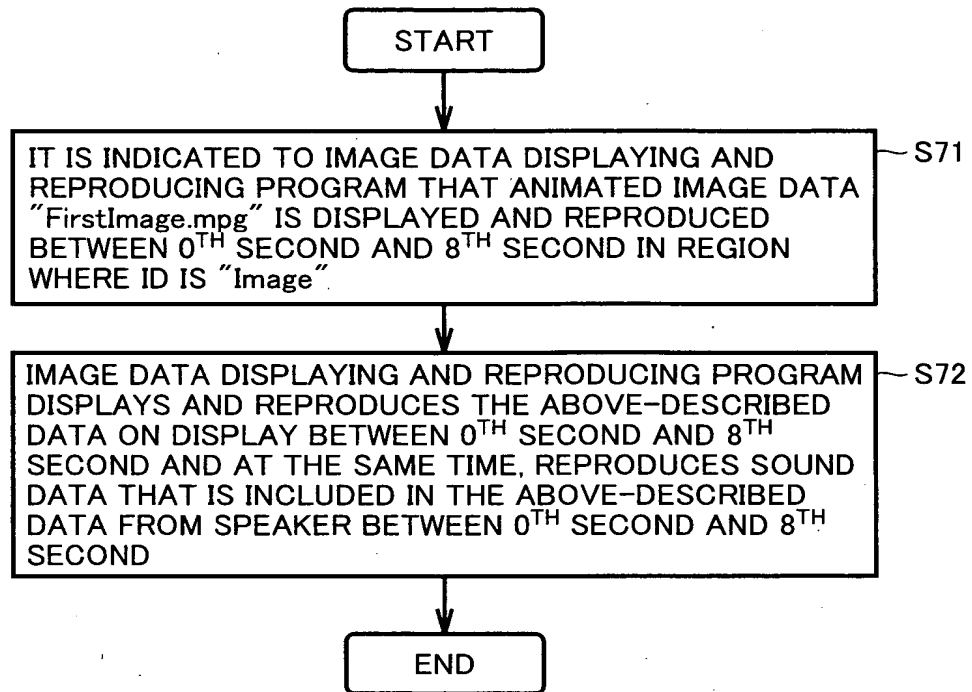 START
IT IS INDICATED TO IMAGE DATA DISPLAYING AND
S71
REPRODUCING PROGRAM THAT ANIMATED IMAGE DATA
"FirstImage.mpg" IS DISPLAYED AND REPRODUCED
BETWEEN 0TH SECOND AND 8TH SECOND IN REGION
WHERE ID IS "Image"
IMAGE DATA DISPLAYING AND REPRODUCING PROGRAM
S72
DISPLAYS AND REPRODUCES THE ABOVE-DESCRIBED
DATA ON DISPLAY BETWEEN 0TH SECOND AND 8TH
SECOND AND AT THE SAME TIME, REPRODUCES SOUND
DATA THAT IS INCLUDED IN THE ABOVE-DESCRIBED
DATA FROM SPEAKER BETWEEN 0TH SECOND AND 8TH
SECOND
END